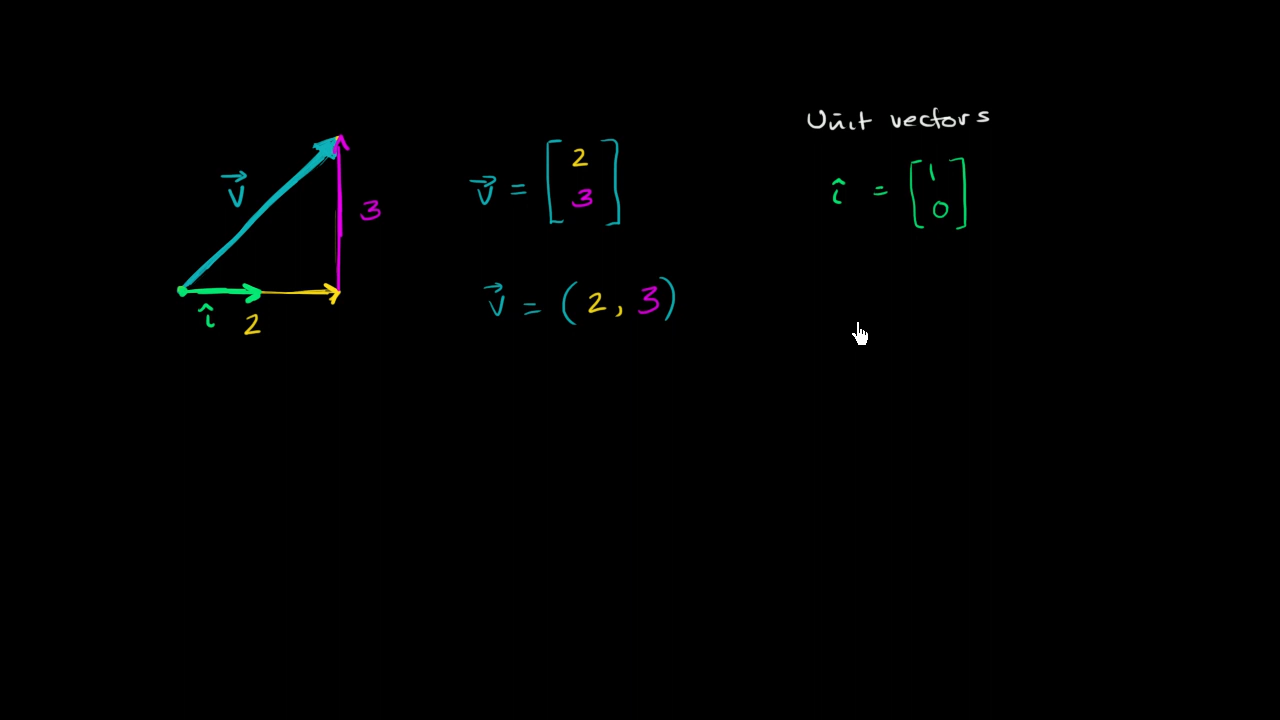 Unit vectors
v⃗ = [2 3]
î = [1 0]
v⃗
3
v⃗ = (2, 3)
î 2